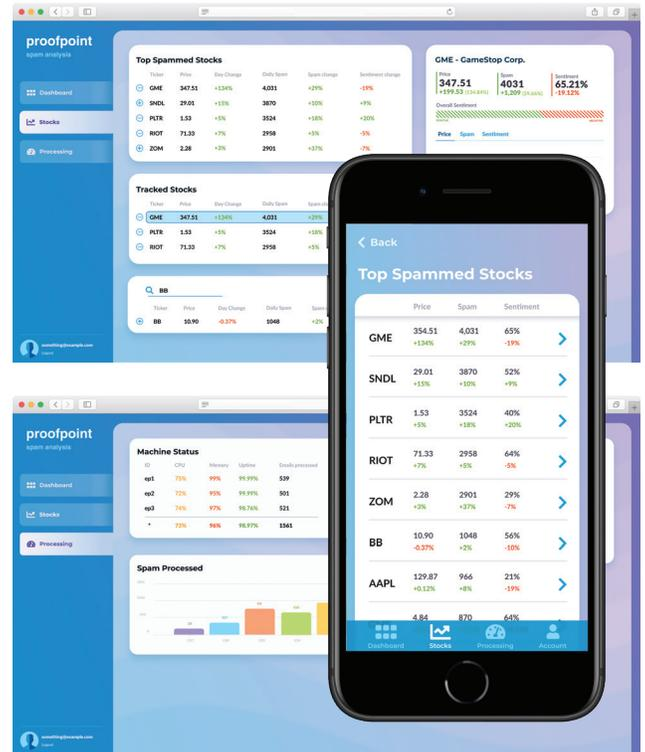 proofpoint
spam analysis
Dashboard
Stocks
Processing
something@example.com
Logout
Top Spammed Stocks
Ticker Price Day Change Daily Spam Spam change Sentiment change
GME 347.51 +134% 4,031 +29% -19%
SNDL 29.01 +15% 3870 +10% +9%
PLTR 1.53 +5% 3524 +18% +20%
RIOT 71.33 +7% 2958 +5% -5%
ZOM 2.28 +3% 2901 +37% -7%
Tracked Stocks
Ticker Price Day Change Daily Spam
GME 347.51 +134% 4,031 +29%
PLTR 1.53 +5% 3524 +18%
RIOT 71.33 +7% 2958 +5%
BB
Ticker Price Day Change Daily Spam
BB 10.90 -0.37% 1048 +2%
GME - GameStop Corp.
Price Spam Sentiment
347.51 4031 65.21%
+199.53 (134.84%) +1,209 -19.12%
Overall Sentiment
Price Spam Sentiment
proofpoint
spam analysis
Dashboard
Stocks
Processing
something@example.com
Logout
Machine Status
ID CPU Memory Uptime Emails processed
ep1 75% 99% 99.99% 539
ep2 72% 95% 99.99% 501
ep3 74% 97% 98.76% 521
* 73% 96% 98.97% 1561
Spam Processed
Back
Top Spammed Stocks
Price Spam Sentiment
GME 354.51 4,031 65%
+134% +29% -19%
SNDL 29.01 3870 52%
+15% +10% +9%
PLTR 1.53 3524 40%
+5% +18% +20%
RIOT 71.33 2958 64%
+7% +5% -5%
ZOM 2.28 2901 29%
+3% +37% -7%
BB 10.90 1048 56%
-0.37% +2% -10%
AAPL 129.87 966 21%
+0.12% +8% -19%
4.84 870 64%
Dashboard Stocks Processing Account